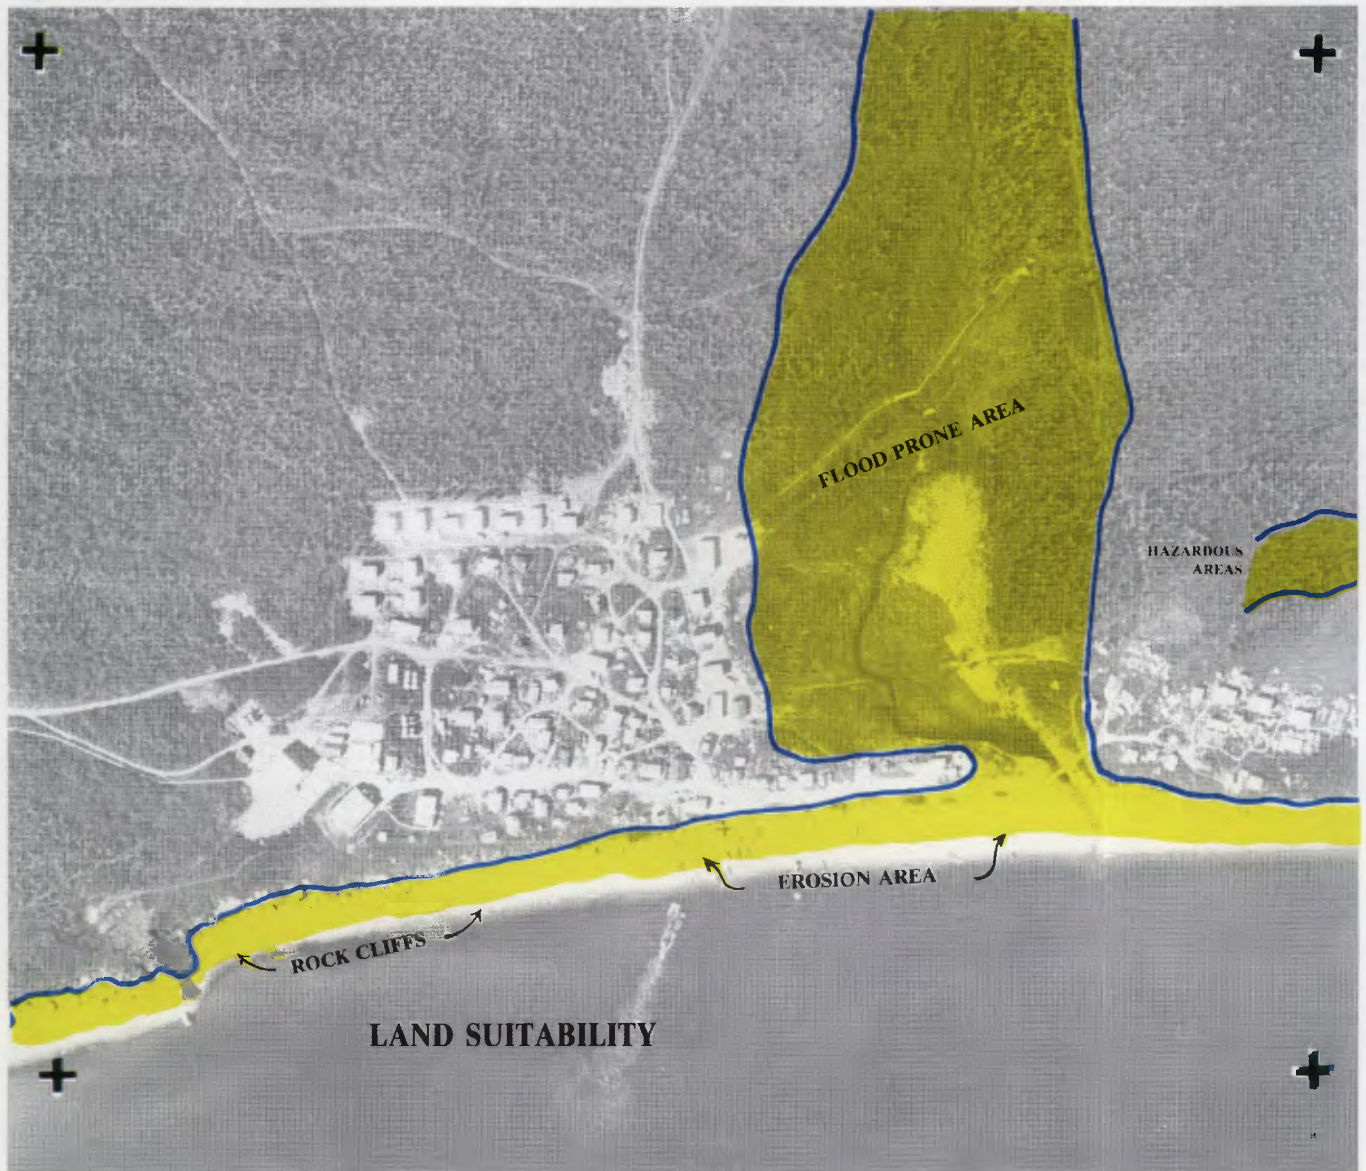 FLOOD PRONE AREA
HAZARDOUS
AREAS
EROSION AREA
ROCK CLIFFS
LAND SUITABILITY